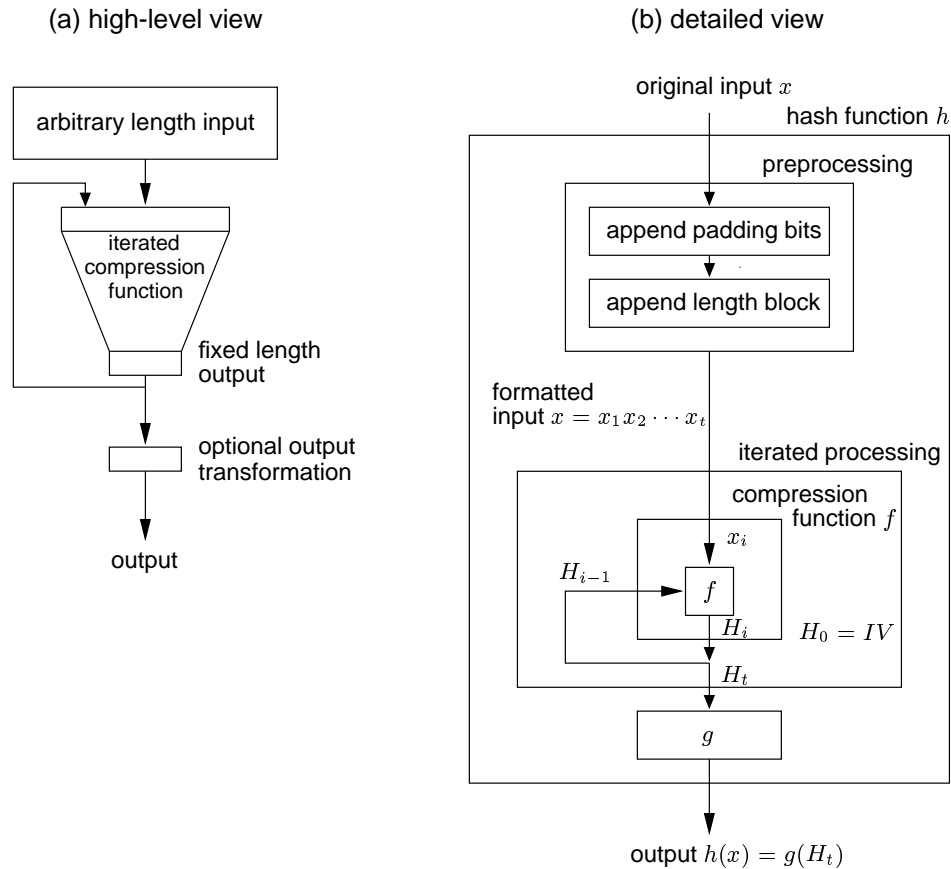 (a) high-level view
arbitrary length input
iterated
compression
function
fixed length
output
optional output
transformation
output
(b) detailed view
original input x
hash function h
preprocessing
append padding bits
append length block
formatted
input x = x₁x₂ ⋯ xₜ
iterated processing
compression
function f
xᵢ
Hᵢ₋₁
f
Hᵢ
H₀ = IV
Hₜ
g
output h(x) = g(Hₜ)